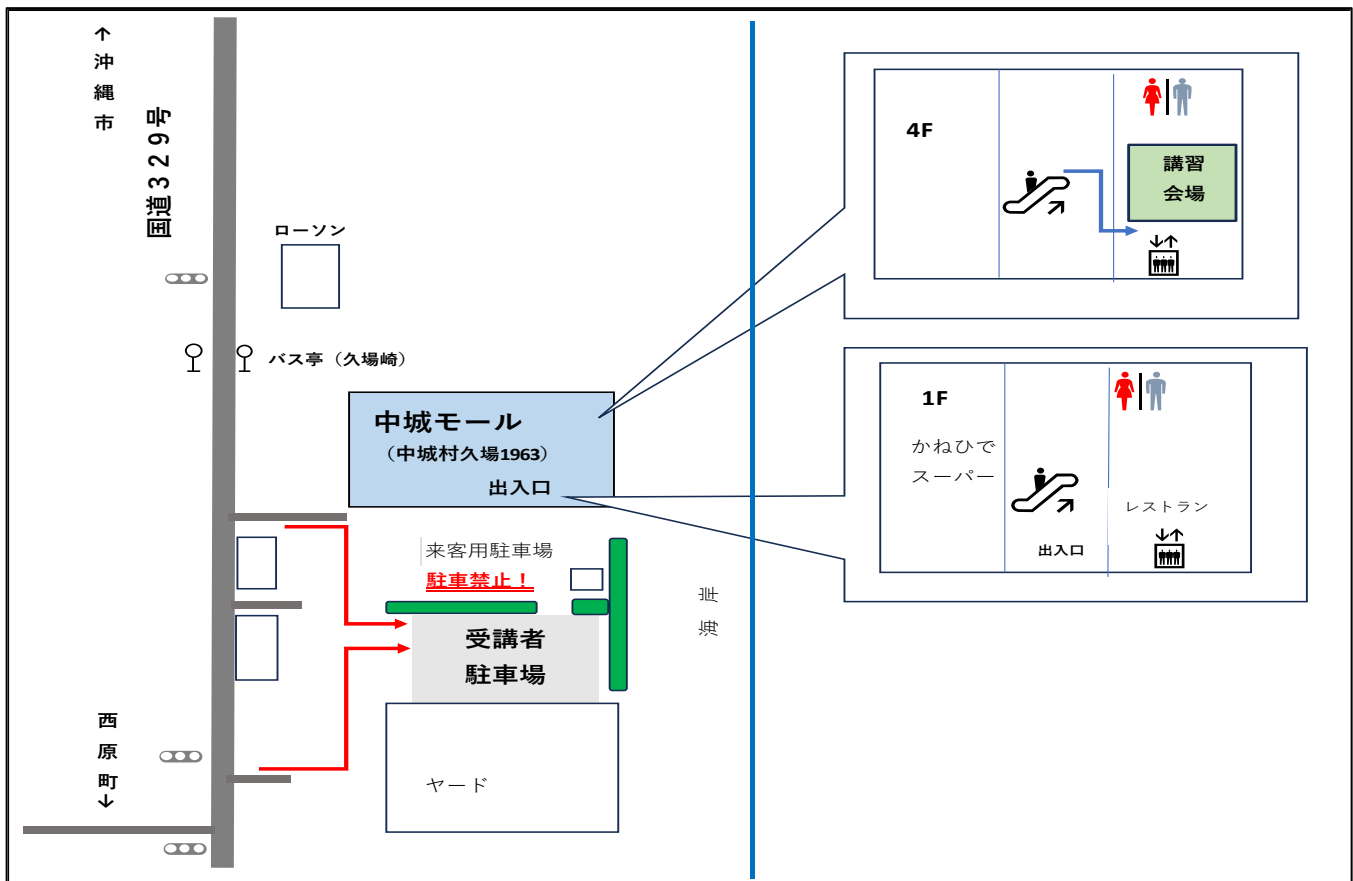 ↑沖縄市
国道329号
ローソン
バス亭（久場崎）
中城モール
（中城村久場1963）
出入口
来客用駐車場
駐車禁止！
受講者
駐車場
ヤード
西原町↓
海岸
4F
講習
会場
↓↑
1F
かねひで
スーパー
レストラン
出入口
↓↑